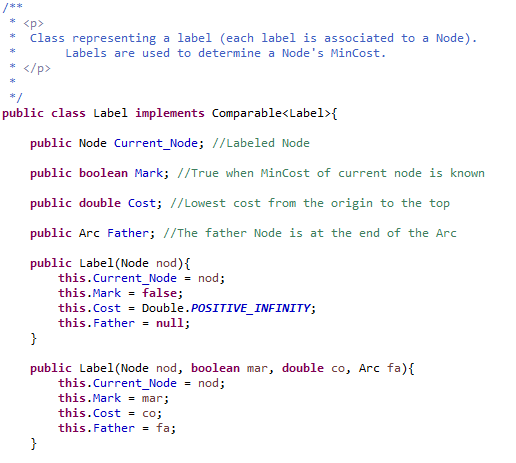 /**
 * <p>
 *  Class representing a label (each label is associated to a Node).
 *       Labels are used to determine a Node's MinCost.
 * </p>
 *
 */
public class Label implements Comparable<Label>{
    public Node Current_Node; //Labeled Node
    public boolean Mark; //True when MinCost of current node is known
    public double Cost; //Lowest cost from the origin to the top
    public Arc Father; //The father Node is at the end of the Arc
    public Label(Node nod){
        this.Current_Node = nod;
        this.Mark = false;
        this.Cost = Double.POSITIVE_INFINITY;
        this.Father = null;
    }
    public Label(Node nod, boolean mar, double co, Arc fa){
        this.Current_Node = nod;
        this.Mark = mar;
        this.Cost = co;
        this.Father = fa;
    }